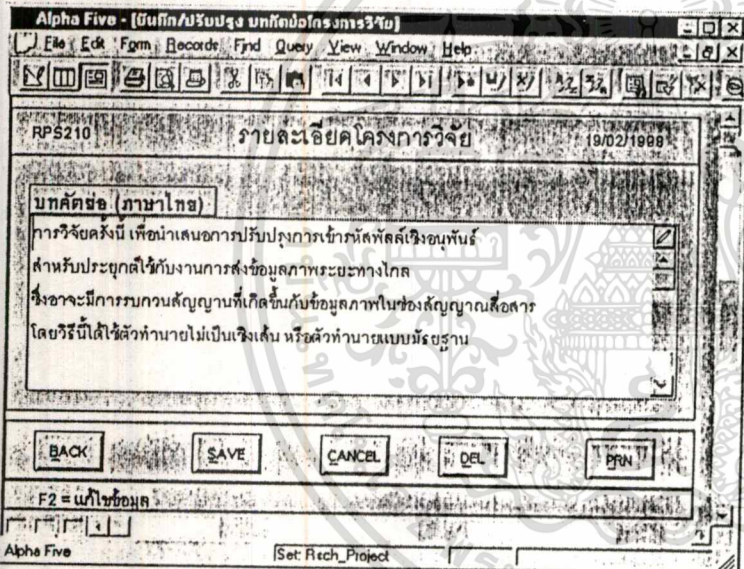 Alpha Five - [บันทึก/ปรับปรุง บทคัดย่อโครงการวิจัย]
File Edit Form Records Find Query View Window Help
RPS210 รายละเอียดโครงการวิจัย 19/02/1998
บทคัดย่อ (ภาษาไทย)
การวิจัยครั้งนี้ เพื่อนำเสนอการปรับปรุงการเข้ารหัสพัลล์เชิงอนุพันธ์
สำหรับประยุกต์ใช้กับงานการส่งข้อมูลภาพระยะทางไกล
ซึ่งอาจจะมีการรบกวนสัญญานที่เกิดขึ้นกับข้อมูลภาพในช่องสัญญาณสื่อสาร
โดยวิธีนี้ได้ใช้ตัวทำนายไม่เป็นเชิงเส้น หรือตัวทำนายแบบมัธยฐาน
BACK SAVE CANCEL DEL PRN
F2 = แก้ไขข้อมูล
Alpha Five Set: Rsch_Project